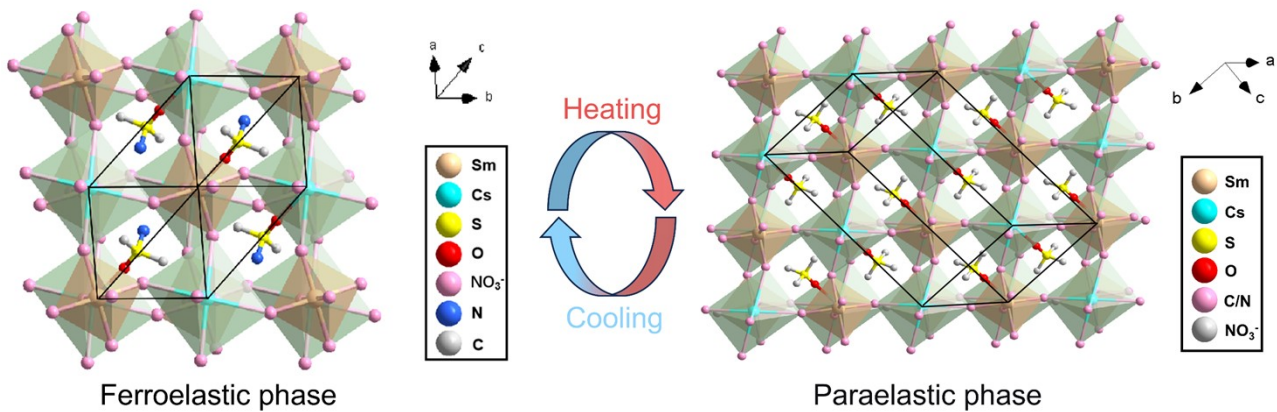 a
c
b
Sm
Cs
S
O
NO₃⁻
N
C
Ferroelastic phase
Heating
Cooling
a
b
c
Sm
Cs
S
O
C/N
NO₃⁻
Paraelastic phase